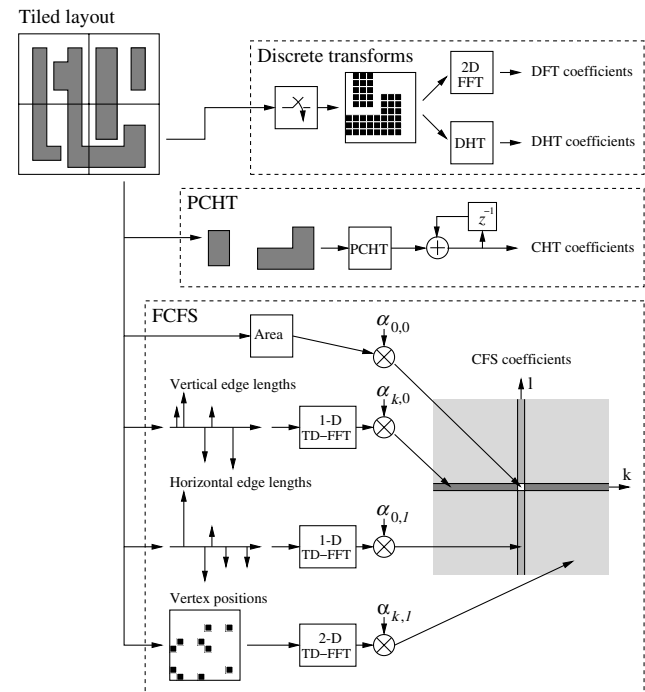 Tiled layout
Discrete transforms
2D
FFT
DFT coefficients
DHT
DHT coefficients
PCHT
PCHT
+
z⁻¹
CHT coefficients
FCFS
Area
α0,0
CFS coefficients
l
Vertical edge lengths
1-D
TD-FFT
αk,0
k
Horizontal edge lengths
1-D
TD-FFT
α0,l
Vertex positions
2-D
TD-FFT
αk,l